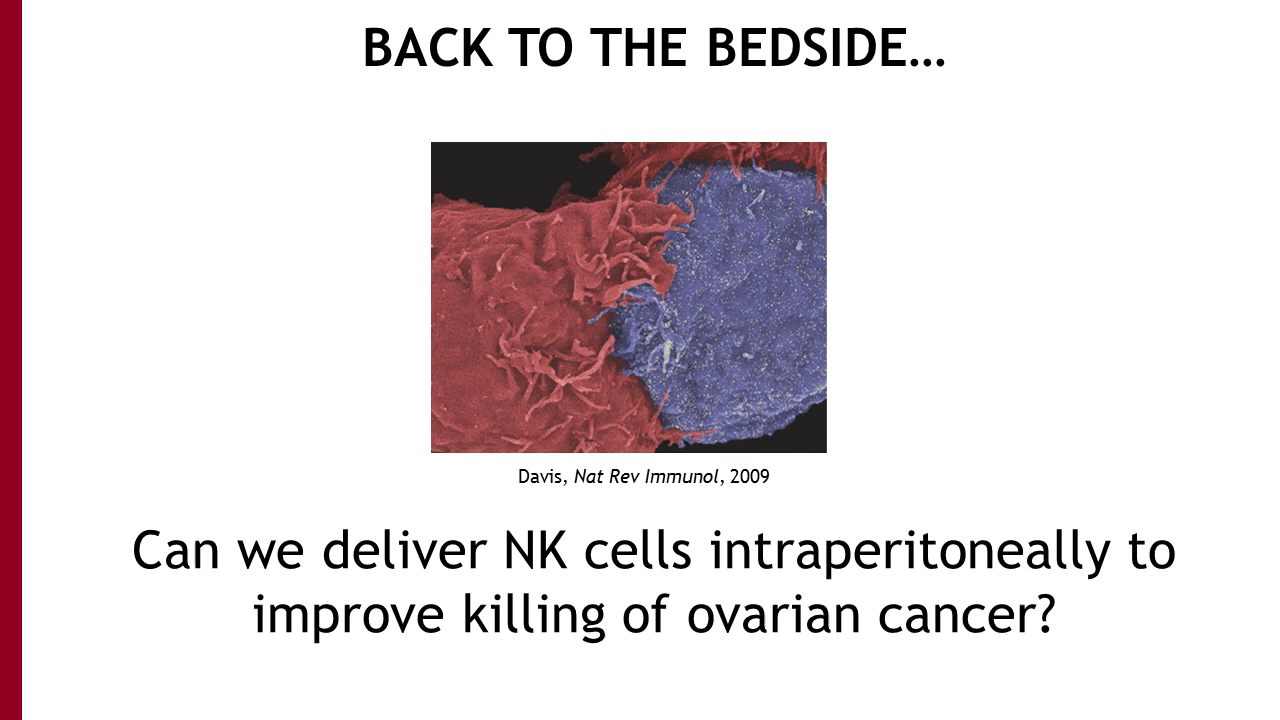 BACK TO THE BEDSIDE…
Davis, Nat Rev Immunol, 2009
Can we deliver NK cells intraperitoneally to
improve killing of ovarian cancer?